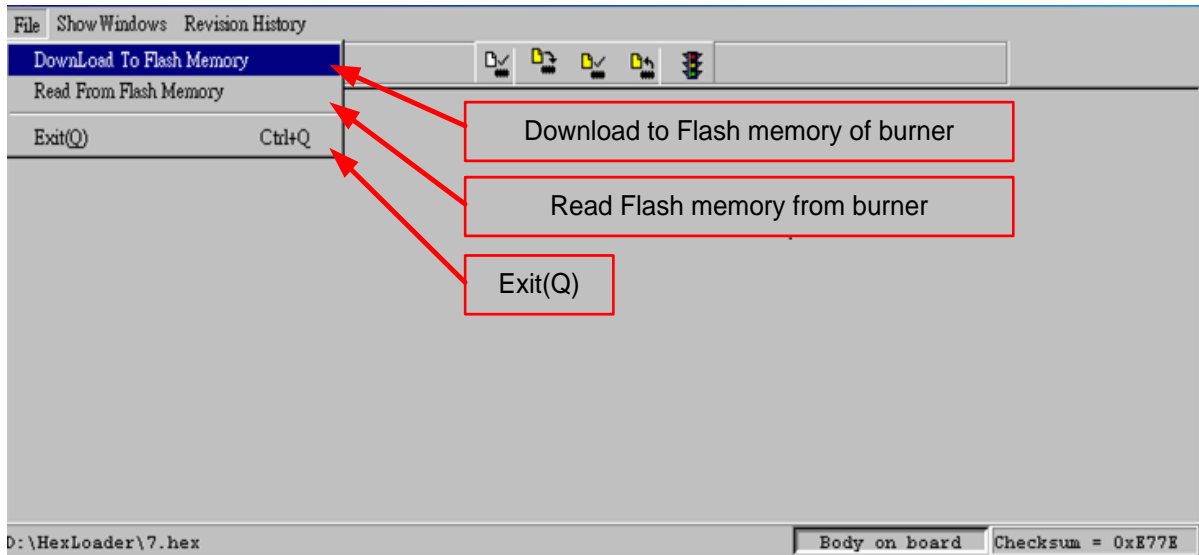 File Show Windows Revision History
DownLoad To Flash Memory
Read From Flash Memory
Exit(Q) Ctrl+Q
Download to Flash memory of burner
Read Flash memory from burner
Exit(Q)
D:\HexLoader\7.hex Body on board Checksum = 0xE77E